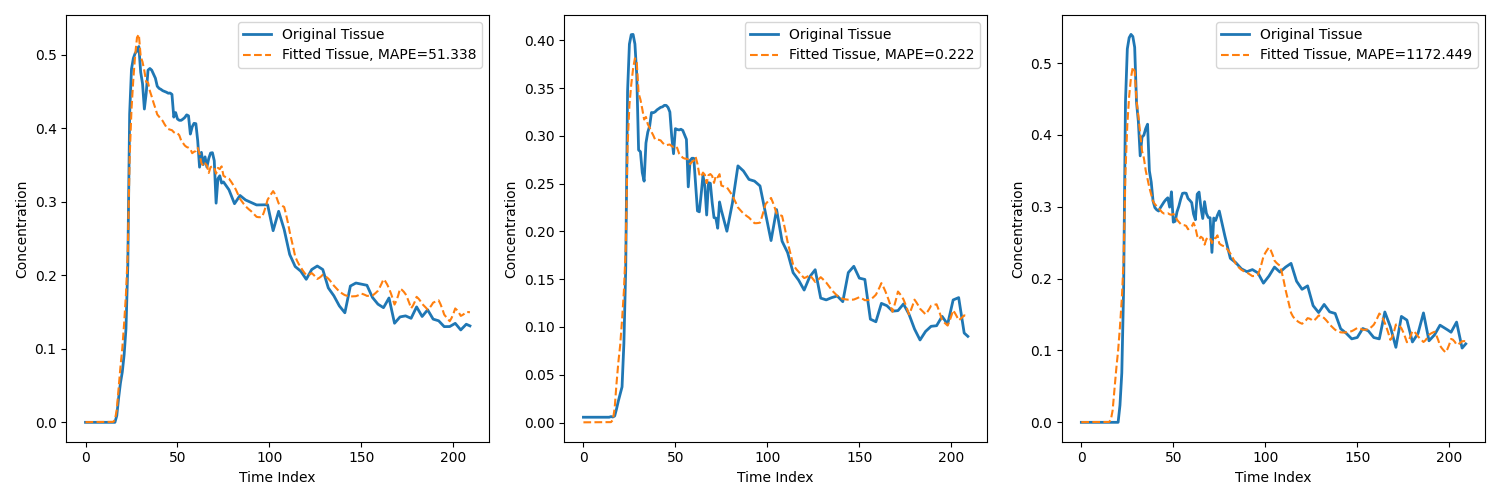 Original Tissue
Fitted Tissue, MAPE=51.338
Concentration
0.5
0.4
0.3
0.2
0.1
0.0
0 50 100 150 200
Time Index
Original Tissue
Fitted Tissue, MAPE=0.222
Concentration
0.40
0.35
0.30
0.25
0.20
0.15
0.10
0.05
0.00
0 50 100 150 200
Time Index
Original Tissue
Fitted Tissue, MAPE=1172.449
Concentration
0.5
0.4
0.3
0.2
0.1
0.0
0 50 100 150 200
Time Index